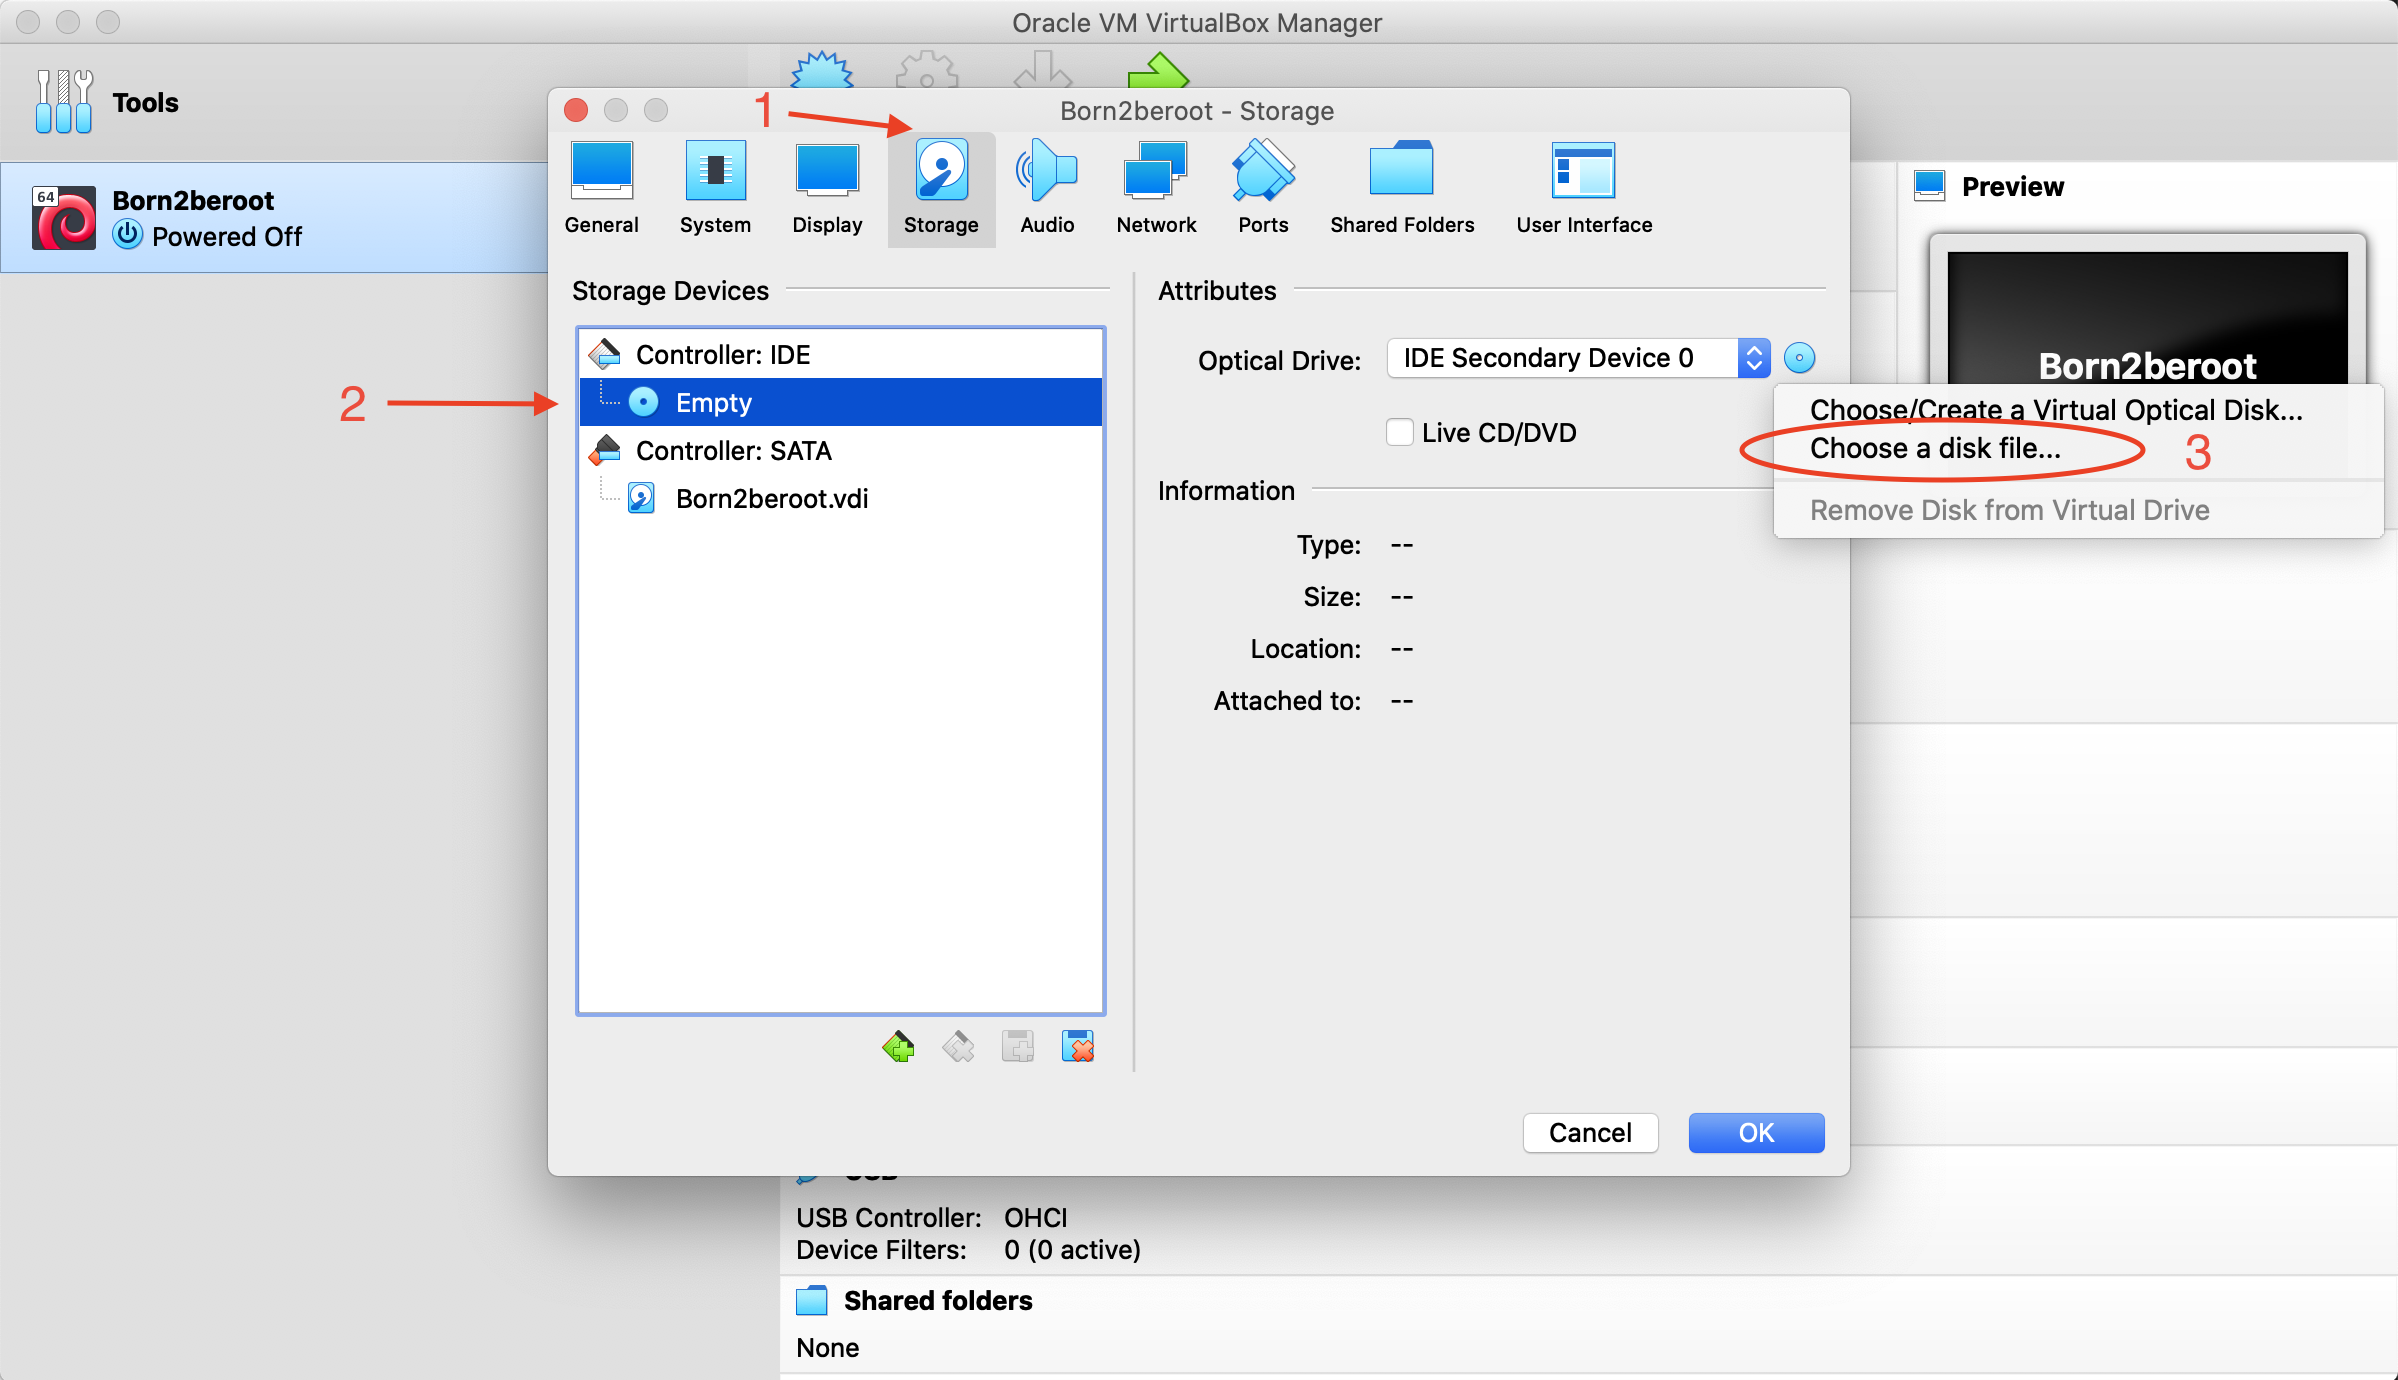 Oracle VM VirtualBox Manager
Tools
64
Born2beroot
Powered Off
1
Born2beroot - Storage
General
System
Display
Storage
Audio
Network
Ports
Shared Folders
User Interface
Storage Devices
Controller: IDE
2
Empty
Controller: SATA
Born2beroot.vdi
Attributes
Optical Drive:
IDE Secondary Device 0
Live CD/DVD
Information
Type: --
Size: --
Location: --
Attached to: --
Cancel
OK
Preview
Born2beroot
Choose/Create a Virtual Optical Disk...
Choose a disk file...
3
Remove Disk from Virtual Drive
USB
USB Controller: OHCI
Device Filters: 0 (0 active)
Shared folders
None